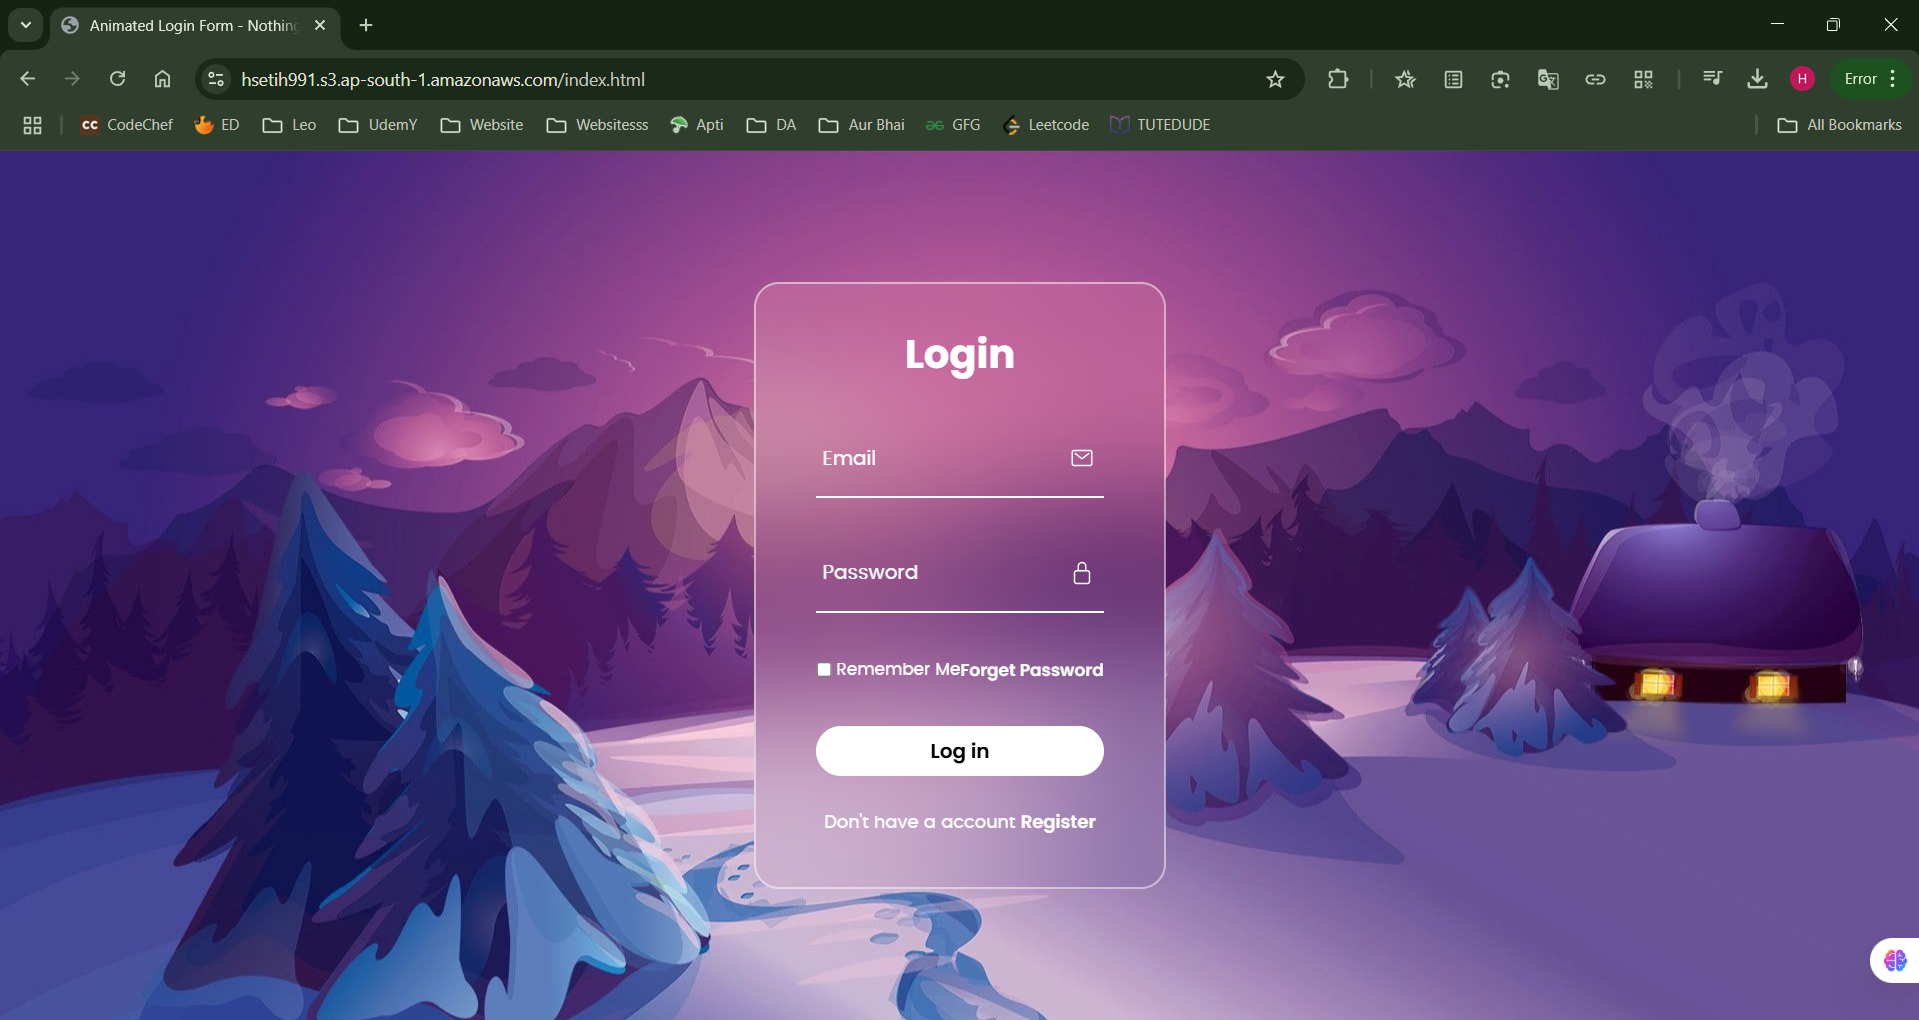 Animated Login Form - Nothing
hsetih991.s3.ap-south-1.amazonaws.com/index.html
H
Error
CC CodeChef ED Leo UdemY Website Websitesss Apti DA Aur Bhai GFG Leetcode TUTEDUDE All Bookmarks
Login
Email
Password
Remember MeForget Password
Log in
Don't have a account Register